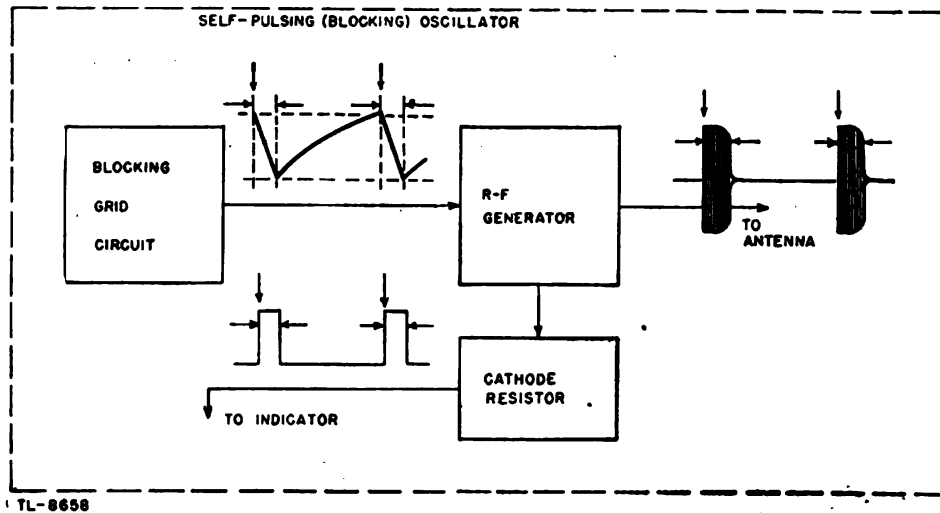 SELF-PULSING (BLOCKING) OSCILLATOR
BLOCKING
GRID
CIRCUIT
R-F
GENERATOR
TO
ANTENNA
CATHODE
RESISTOR
TO INDICATOR
TL-8658